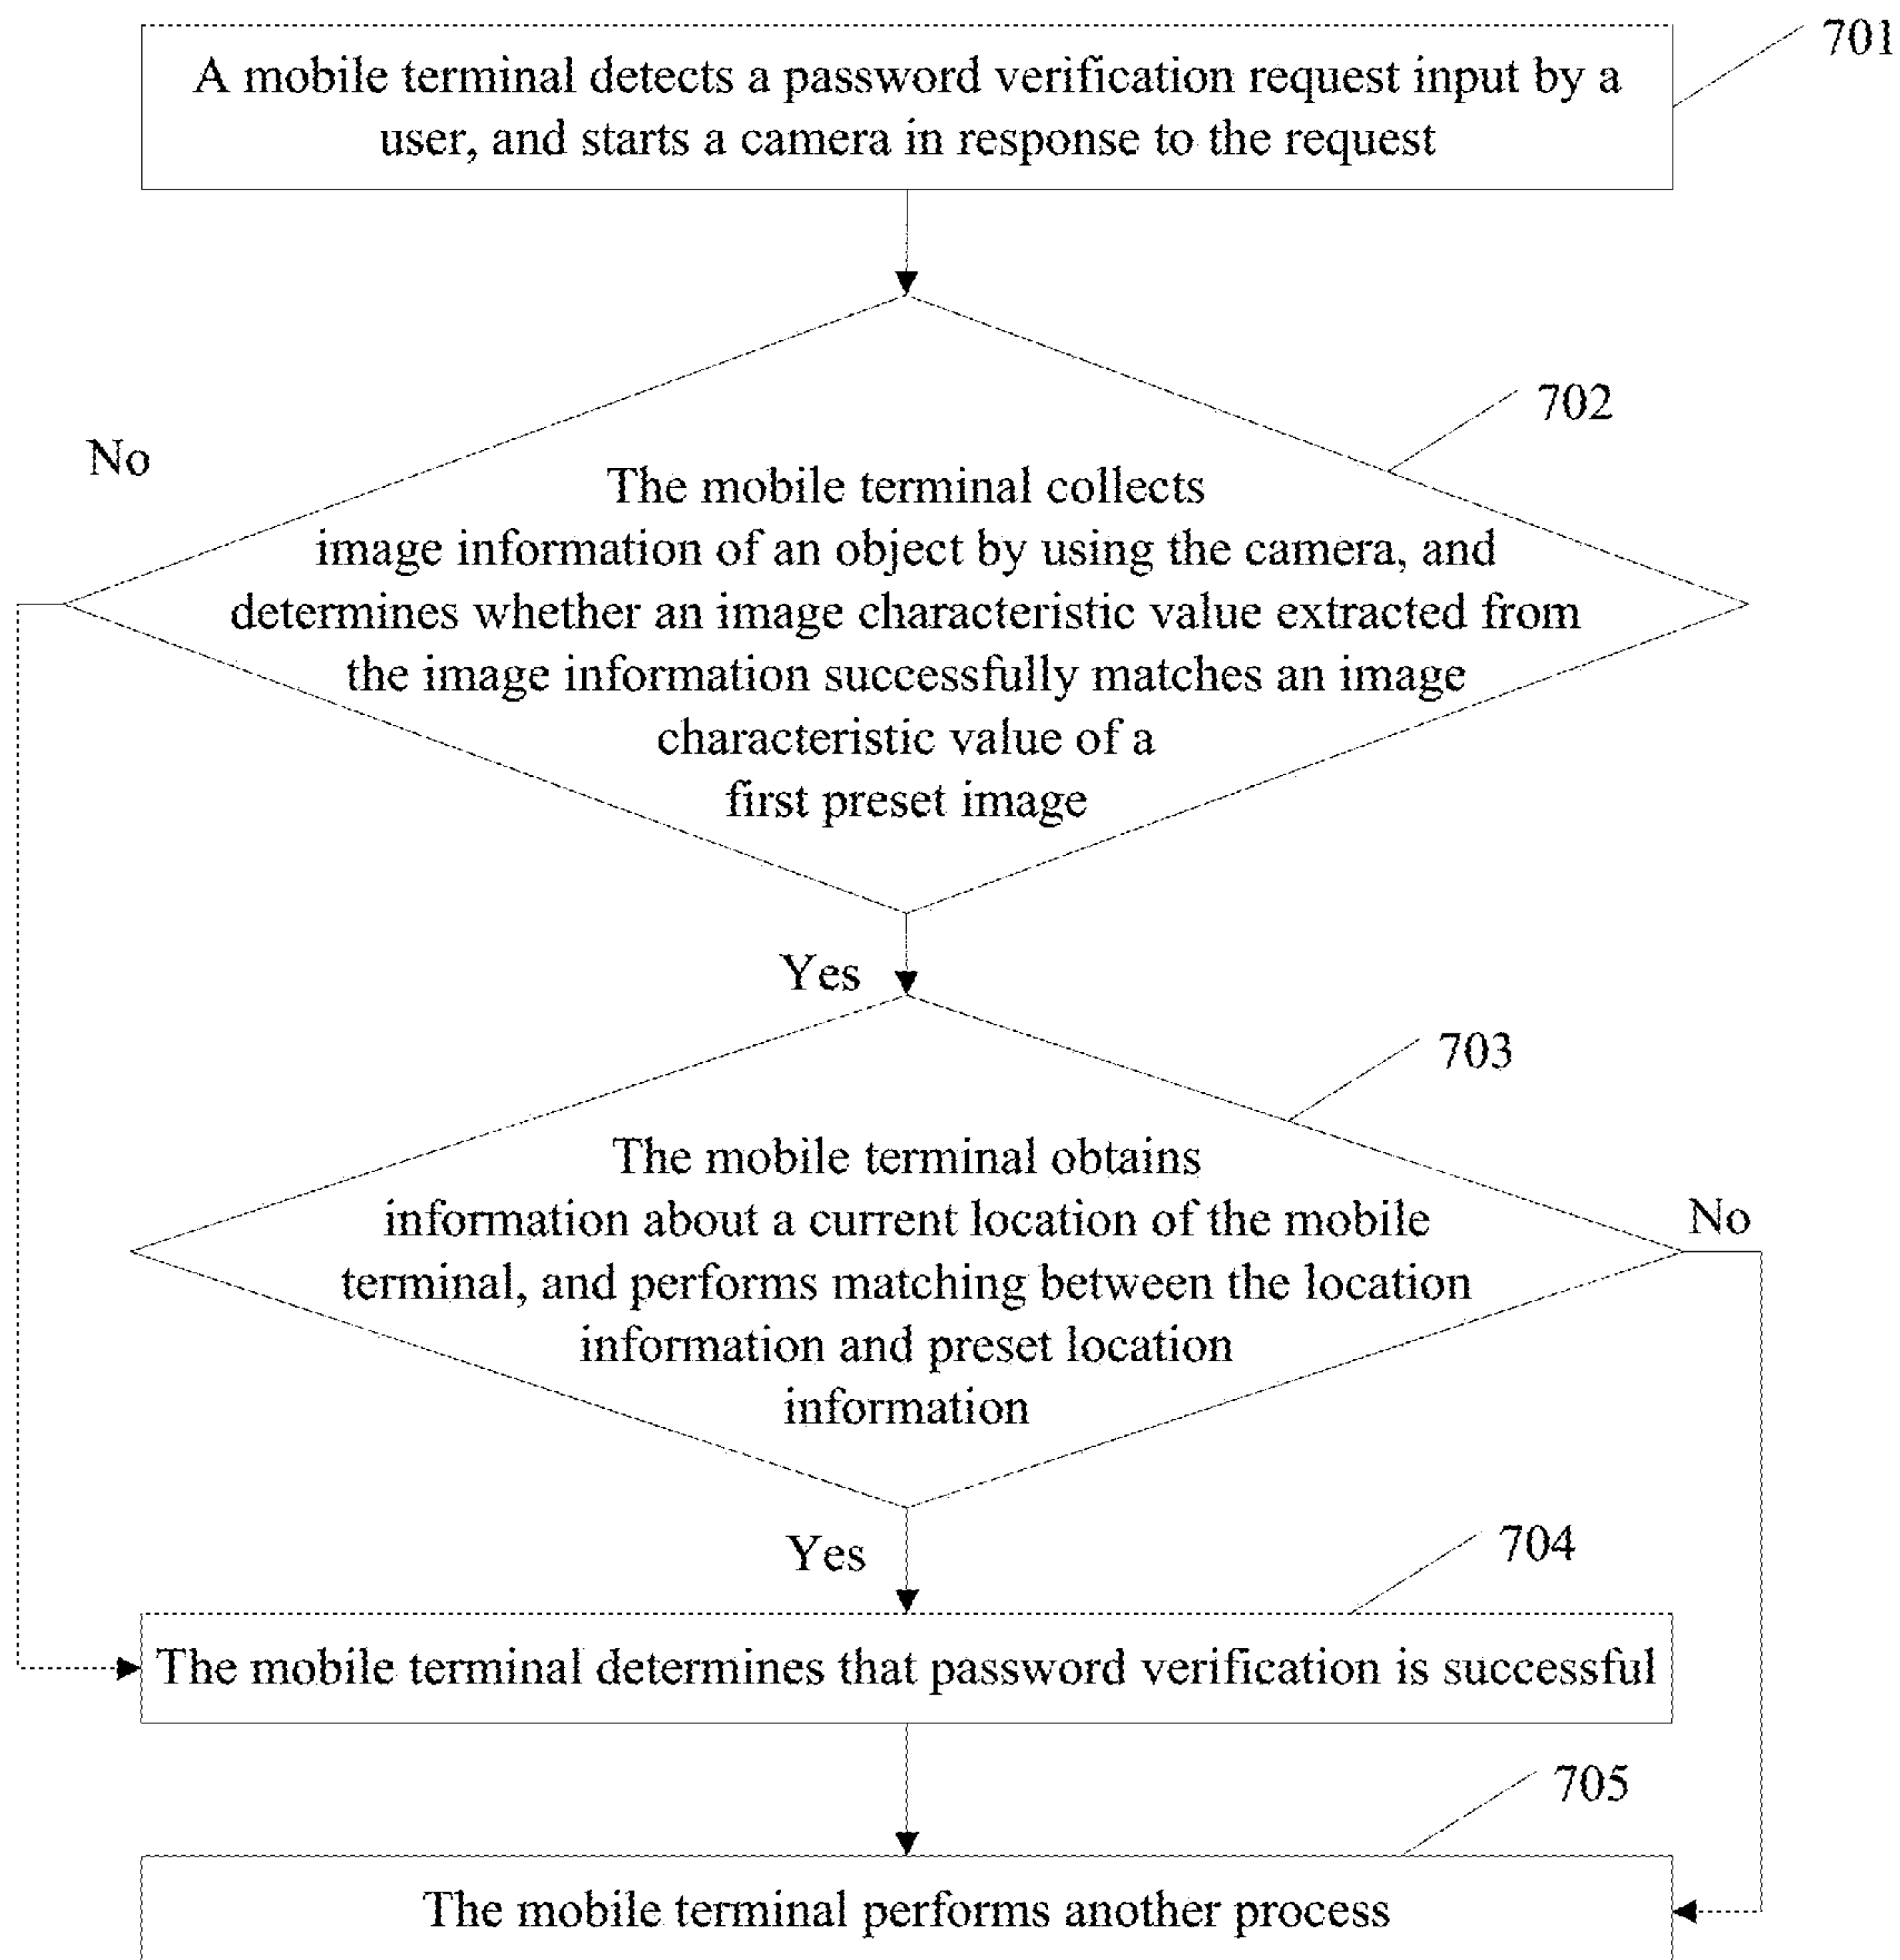 701
A mobile terminal detects a password verification request input by a
user, and starts a camera in response to the request
702
No
The mobile terminal collects
image information of an object by using the camera, and
determines whether an image characteristic value extracted from
the image information successfully matches an image
characteristic value of a
first preset image
Yes
703
The mobile terminal obtains
information about a current location of the mobile
terminal, and performs matching between the location
information and preset location
information
No
Yes
704
The mobile terminal determines that password verification is successful
705
The mobile terminal performs another process